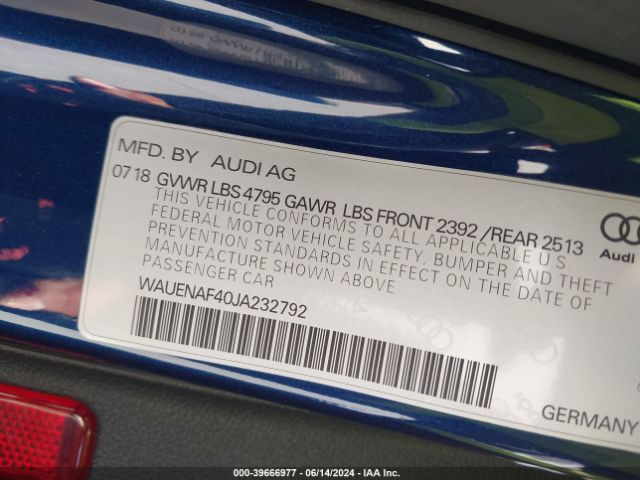 MFD. BY AUDI AG
07 18 GVWR LBS 4795 GAWR LBS FRONT 2392 /REAR 2513
THIS VEHICLE CONFORMS TO ALL APPLICABLE U.S.
FEDERAL MOTOR VEHICLE SAFETY, BUMPER AND THEFT
PREVENTION STANDARDS IN EFFECT ON THE DATE OF
MANUFACTURE SHOWN ABOVE
PASSENGER CAR
WAUENAF40JA232792
Audi
GERMANY
000-39666977 - 06/14/2024 - IAA Inc.